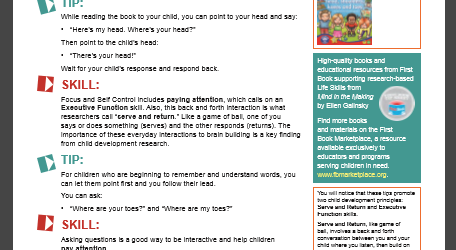 TIP:
While reading the book to your child, you can point to your head and say:
• "Here's my head. Where's your head?"
Then point to the child's head:
• "There's your head!"
Wait for your child's response and respond back.
SKILL:
Focus and Self Control includes paying attention, which calls on an
Executive Function skill. Also, this back and forth interaction is what
researchers call "serve and return." Like a game of ball, one of you
says or does something (serves) and the other responds (returns). The
importance of these everyday interactions to brain building is a key finding
from child development research.
TIP:
For children who are beginning to remember and understand words, you
can let them point first and you follow their lead.
You can ask:
• "Where are your toes?" and "Where are my toes?"
SKILL:
Asking questions is a good way to be interactive and help children
pay attention.
High-quality books and
educational resources from First
Book supporting research-based
Life Skills from
Mind in the Making
by Ellen Galinsky
Find more books
and materials on the First
Book Marketplace, a resource
available exclusively to
educators and programs
serving children in need.
www.fbmarketplace.org.
You will notice that these tips promote
two child development principles:
Serve and Return and Executive
Function skills.
Serve and Return, like game of
ball, involves a back and forth
conversation between you and your
child where you listen, then build on